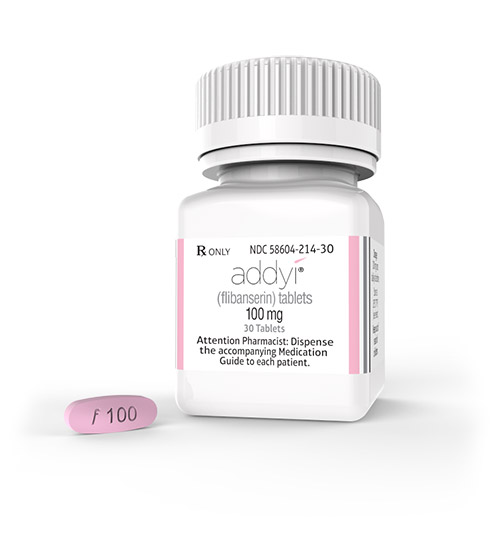 ℞ ONLY
NDC 58604-214-30
addyi®
(flibanserin) tablets
100 mg
30 Tablets
Attention Pharmacist: Dispense
the accompanying Medication
Guide to each patient.
f 100